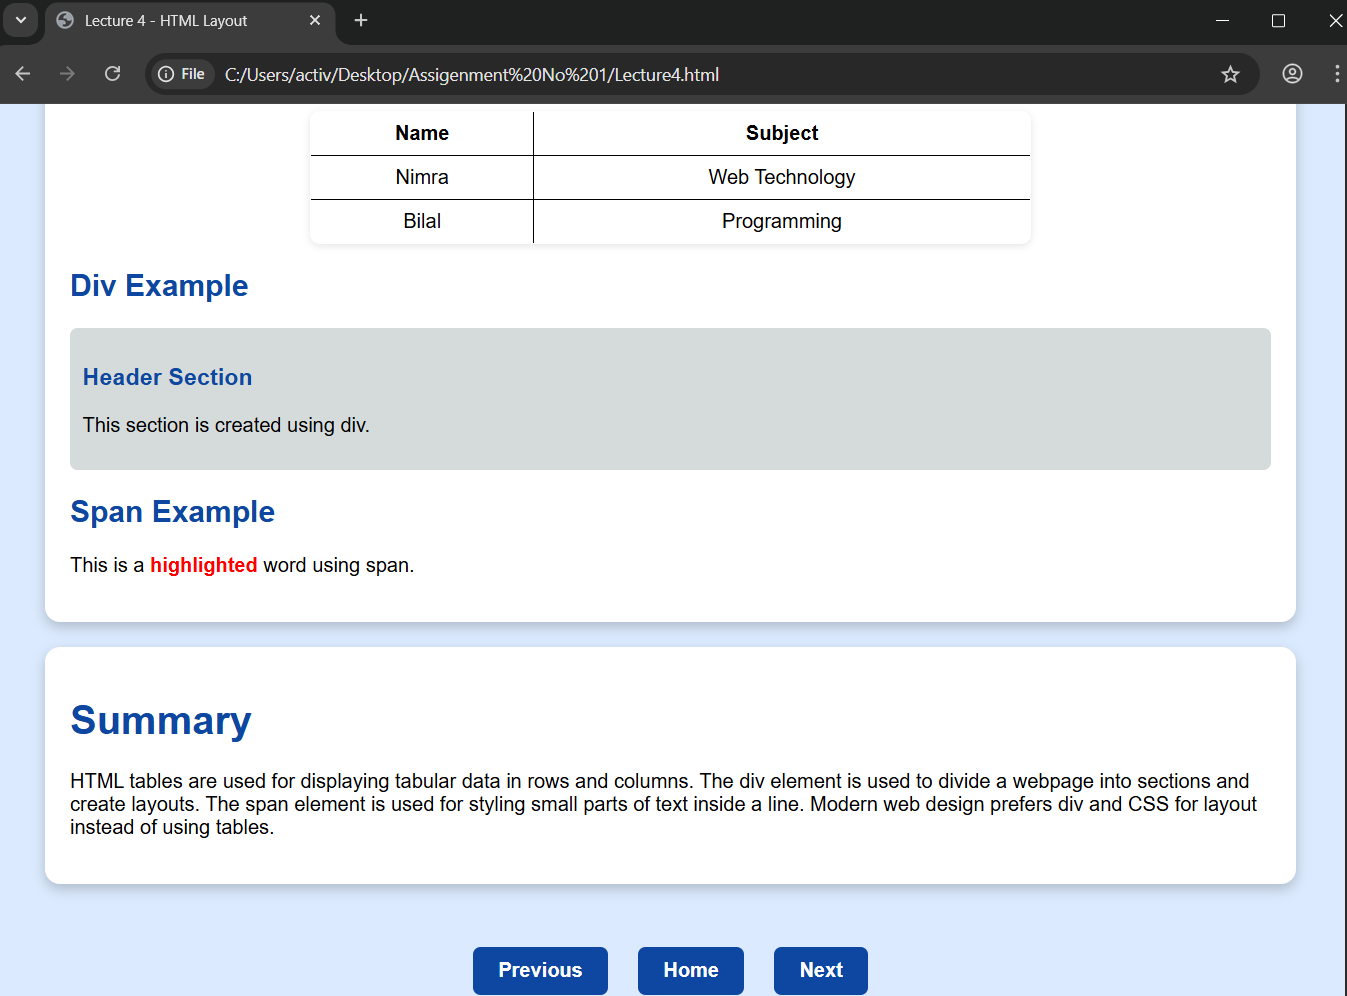 Lecture 4 - HTML Layout
File
C:/Users/activ/Desktop/Assigenment%20No%201/Lecture4.html
Name Subject
Nimra Web Technology
Bilal Programming
Div Example
Header Section
This section is created using div.
Span Example
This is a highlighted word using span.
Summary
HTML tables are used for displaying tabular data in rows and columns. The div element is used to divide a webpage into sections and
create layouts. The span element is used for styling small parts of text inside a line. Modern web design prefers div and CSS for layout
instead of using tables.
Previous Home Next